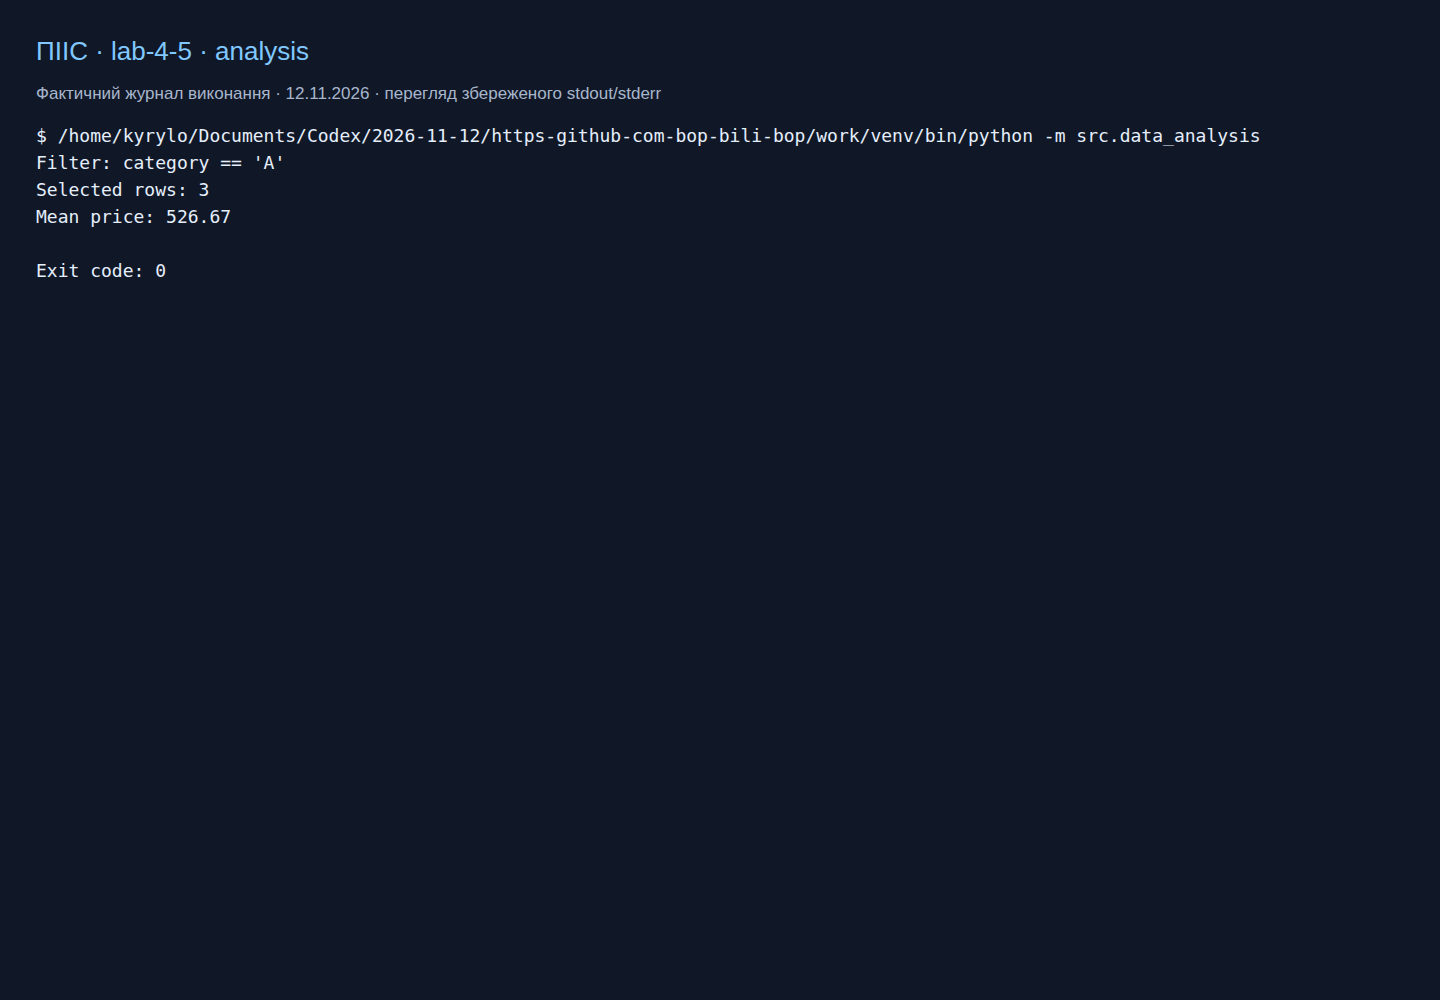 ПІІС · lab-4-5 · analysis
Фактичний журнал виконання · 12.11.2026 · перегляд збереженого stdout/stderr
$ /home/kyrylo/Documents/Codex/2026-11-12/https-github-com-bop-bili-bop/work/venv/bin/python -m src.data_analysis
Filter: category == 'A'
Selected rows: 3
Mean price: 526.67
Exit code: 0